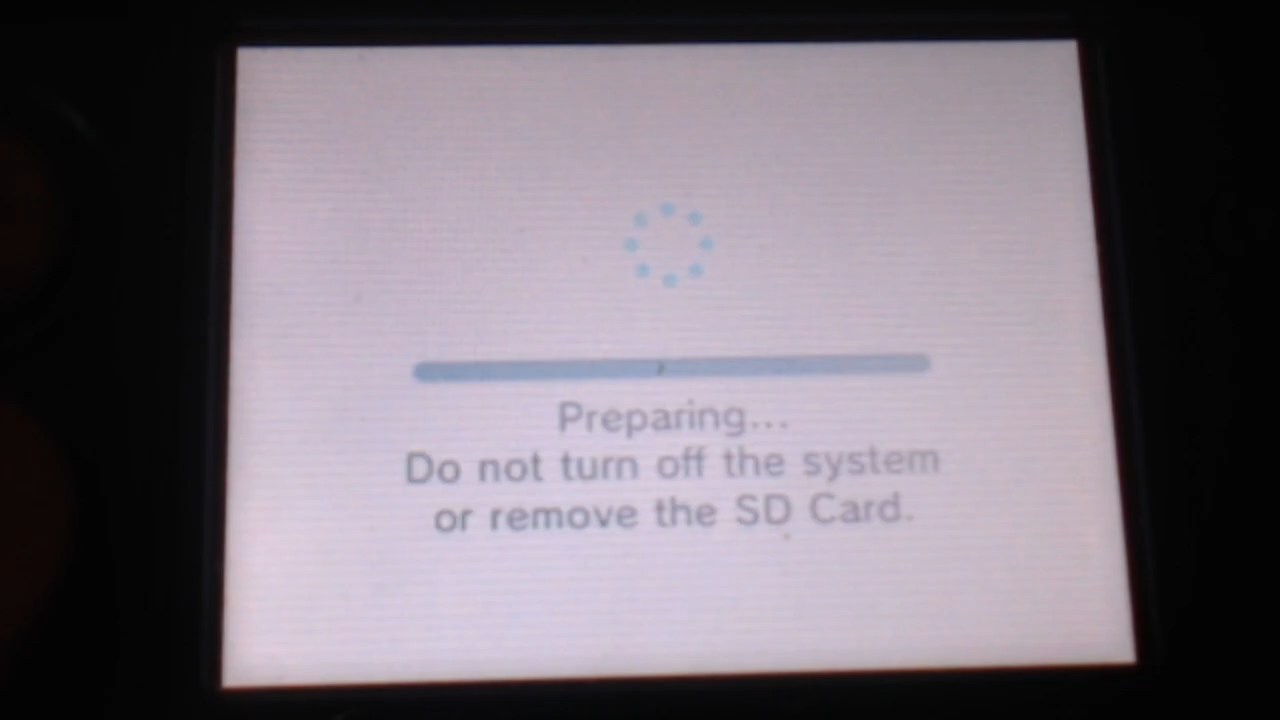 Preparing...
Do not turn off the system
or remove the SD Card.